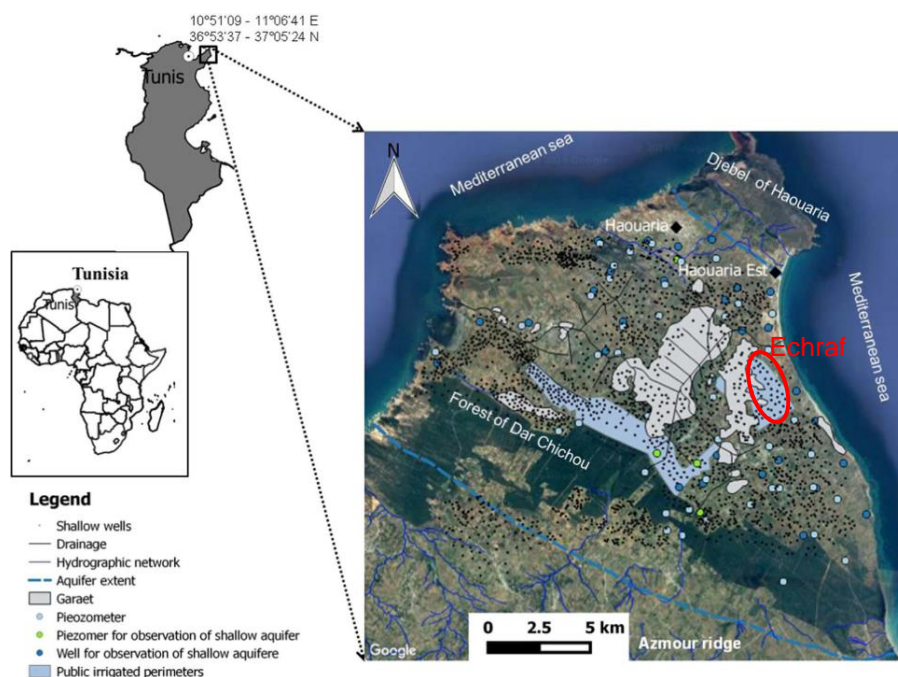 10°51'09 - 11°06'41 E
36°53'37 - 37°05'24 N
Tunis
Tunisia
Tunis
N
Mediterranean sea
Djebel of Haouaria
Haouaria
Haouaria Est
Mediterranean sea
Echraf
Forest of Dar Chichou
Legend
Shallow wells
Drainage
Hydrographic network
Aquifer extent
Garaet
Pieozometer
Piezomer for observation of shallow aquifer
Well for observation of shallow aquifere
Public irrigated perimeters
0 2.5 5 km
Azmour ridge
Google